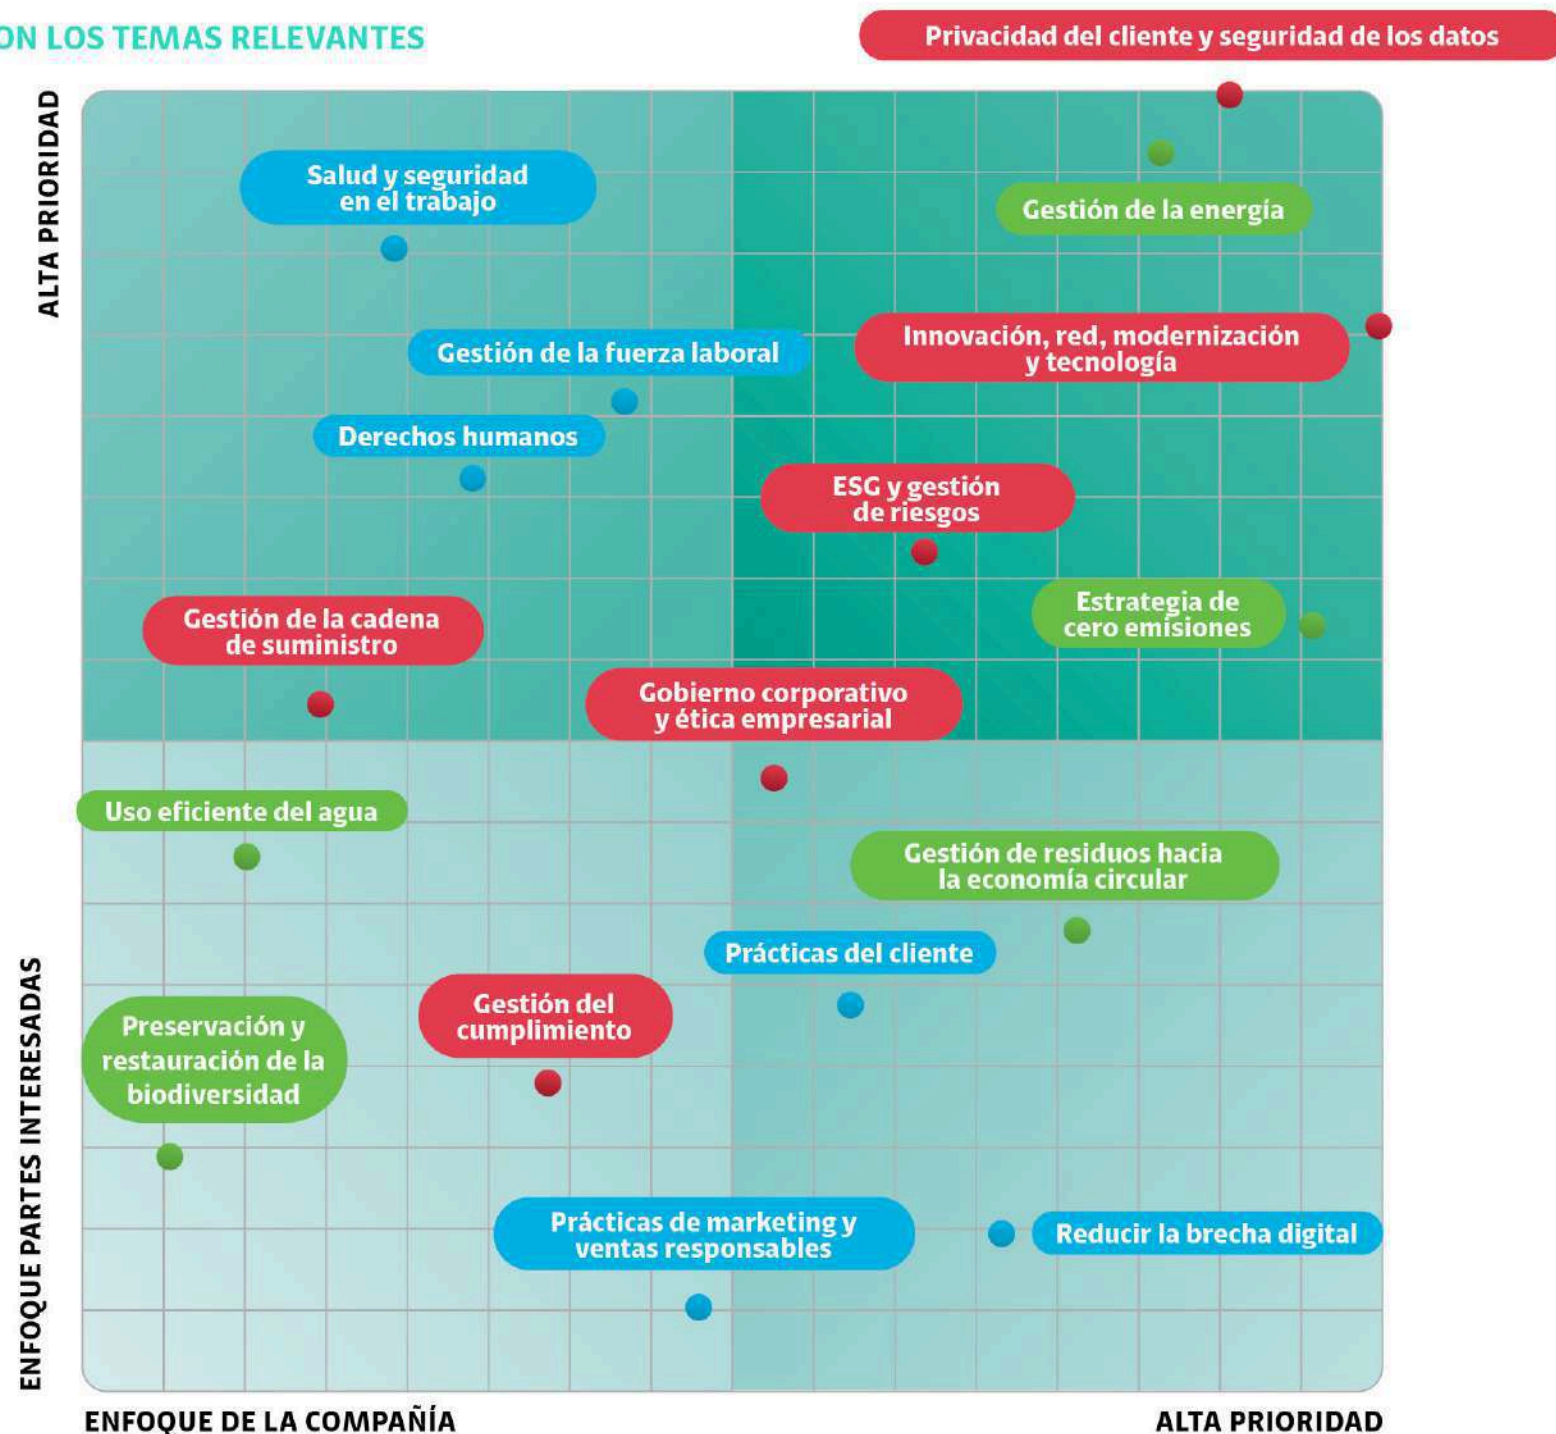 ON LOS TEMAS RELEVANTES
Privacidad del cliente y seguridad de los datos
ALTA PRIORIDAD
Salud y seguridad
en el trabajo
Gestión de la energía
Innovación, red, modernización
y tecnología
Gestión de la fuerza laboral
Derechos humanos
ESG y gestión
de riesgos
Estrategia de
cero emisiones
Gestión de la cadena
de suministro
Gobierno corporativo
y ética empresarial
Uso eficiente del agua
Gestión de residuos hacia
la economía circular
Prácticas del cliente
Gestión del
cumplimiento
Preservación y
restauración de la
biodiversidad
ENFOQUE PARTES INTERESADAS
Prácticas de marketing y
ventas responsables
Reducir la brecha digital
ENFOQUE DE LA COMPAÑÍA
ALTA PRIORIDAD